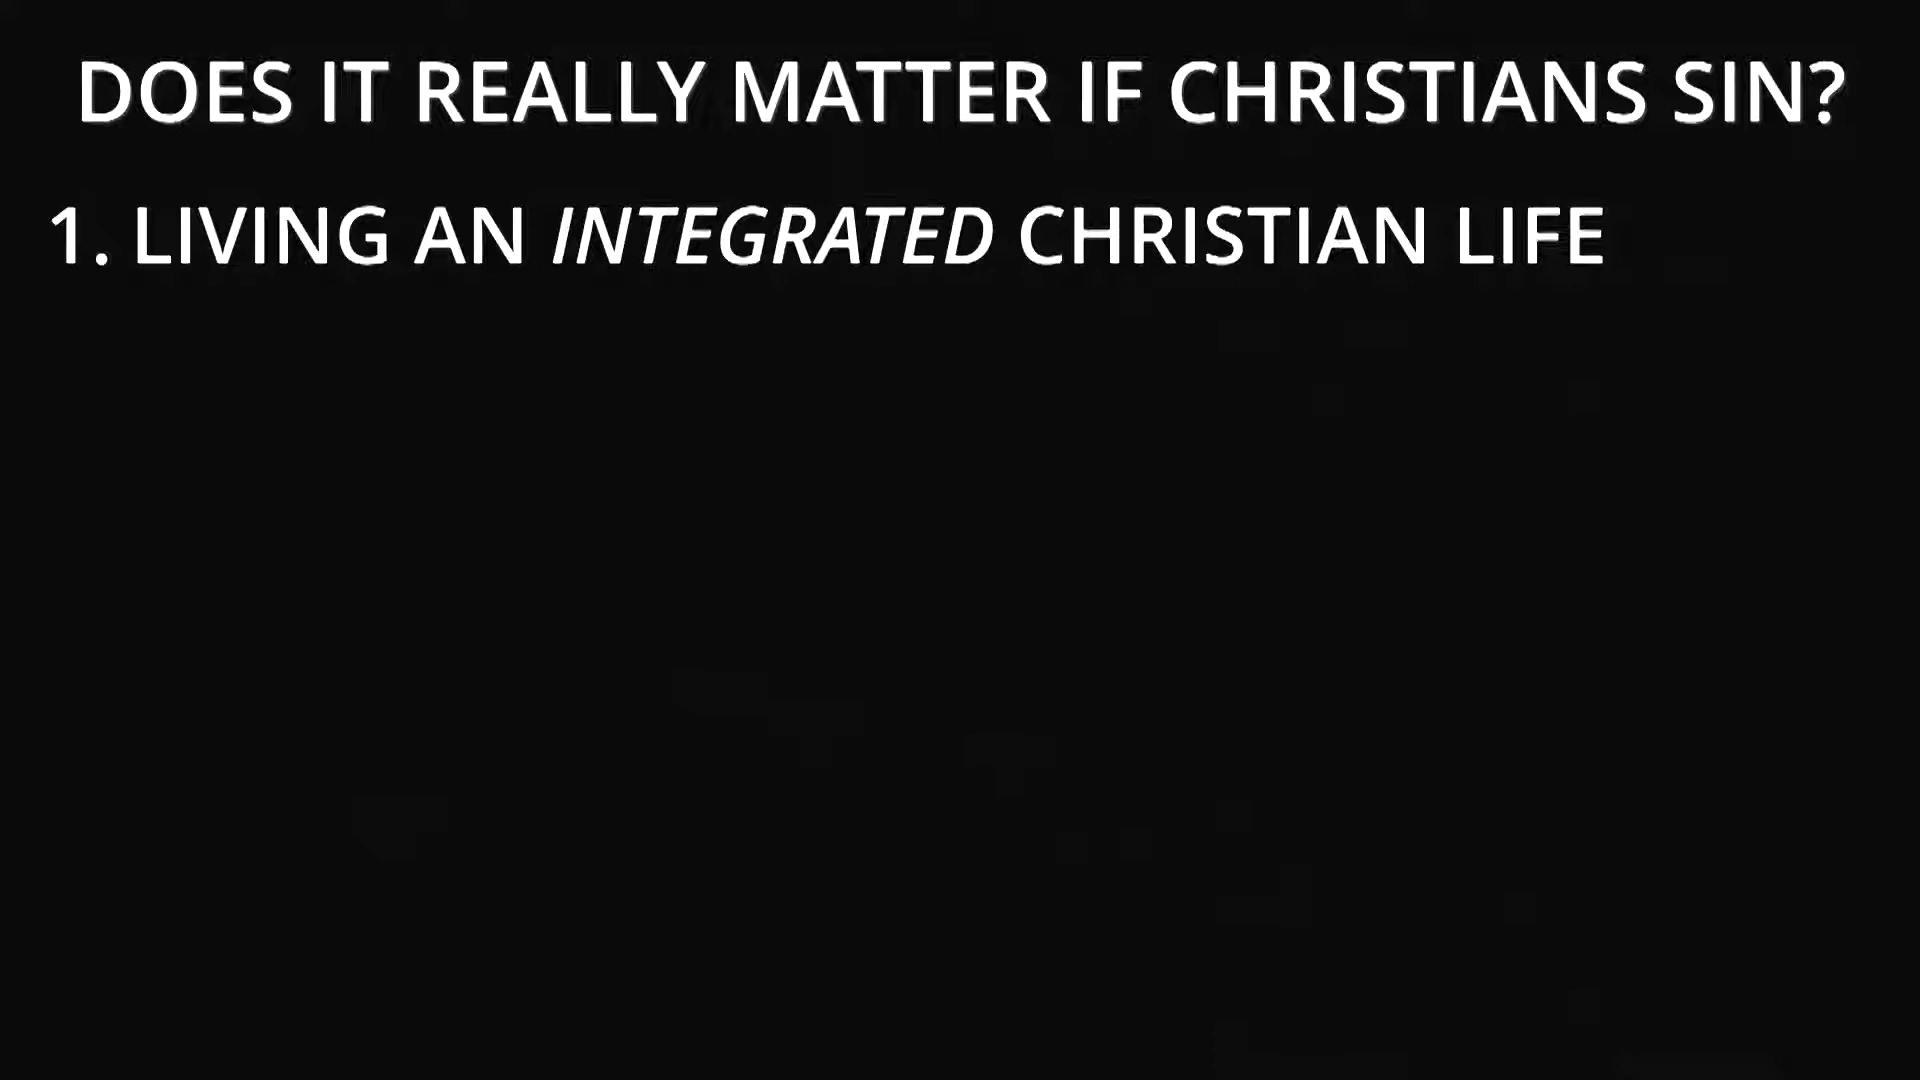 DOES IT REALLY MATTER IF CHRISTIANS SIN?
1. LIVING AN INTEGRATED CHRISTIAN LIFE